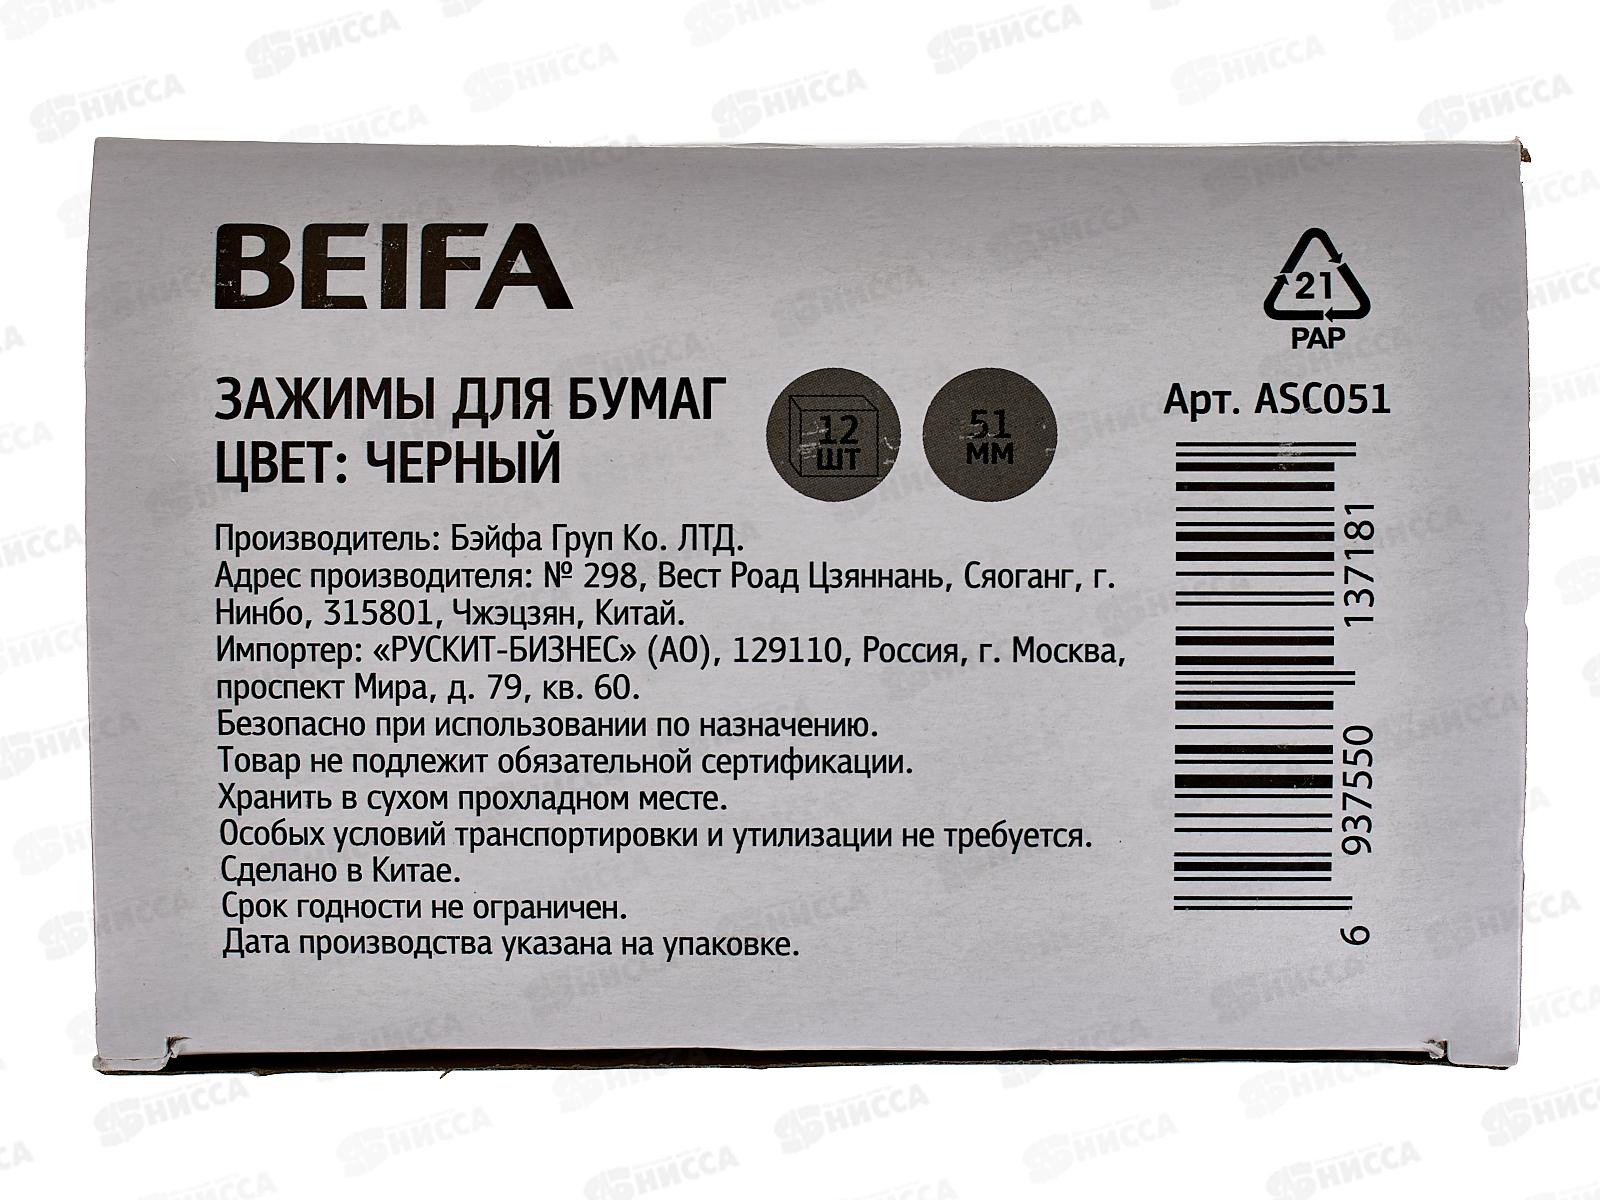 BEIFA
21
PAP
ЗАЖИМЫ ДЛЯ БУМАГ
ЦВЕТ: ЧЕРНЫЙ
12
ШТ
51
ММ
Арт. ASC051
Производитель: Бэйфа Груп Ко. ЛТД.
Адрес производителя: № 298, Вест Роад Цзяннань, Сяоганг, г.
Нинбо, 315801, Чжэцзян, Китай.
Импортер: «РУСКИТ-БИЗНЕС» (АО), 129110, Россия, г. Москва,
проспект Мира, д. 79, кв. 60.
Безопасно при использовании по назначению.
Товар не подлежит обязательной сертификации.
Хранить в сухом прохладном месте.
Особых условий транспортировки и утилизации не требуется.
Сделано в Китае.
Срок годности не ограничен.
Дата производства указана на упаковке.
6 937550 137181